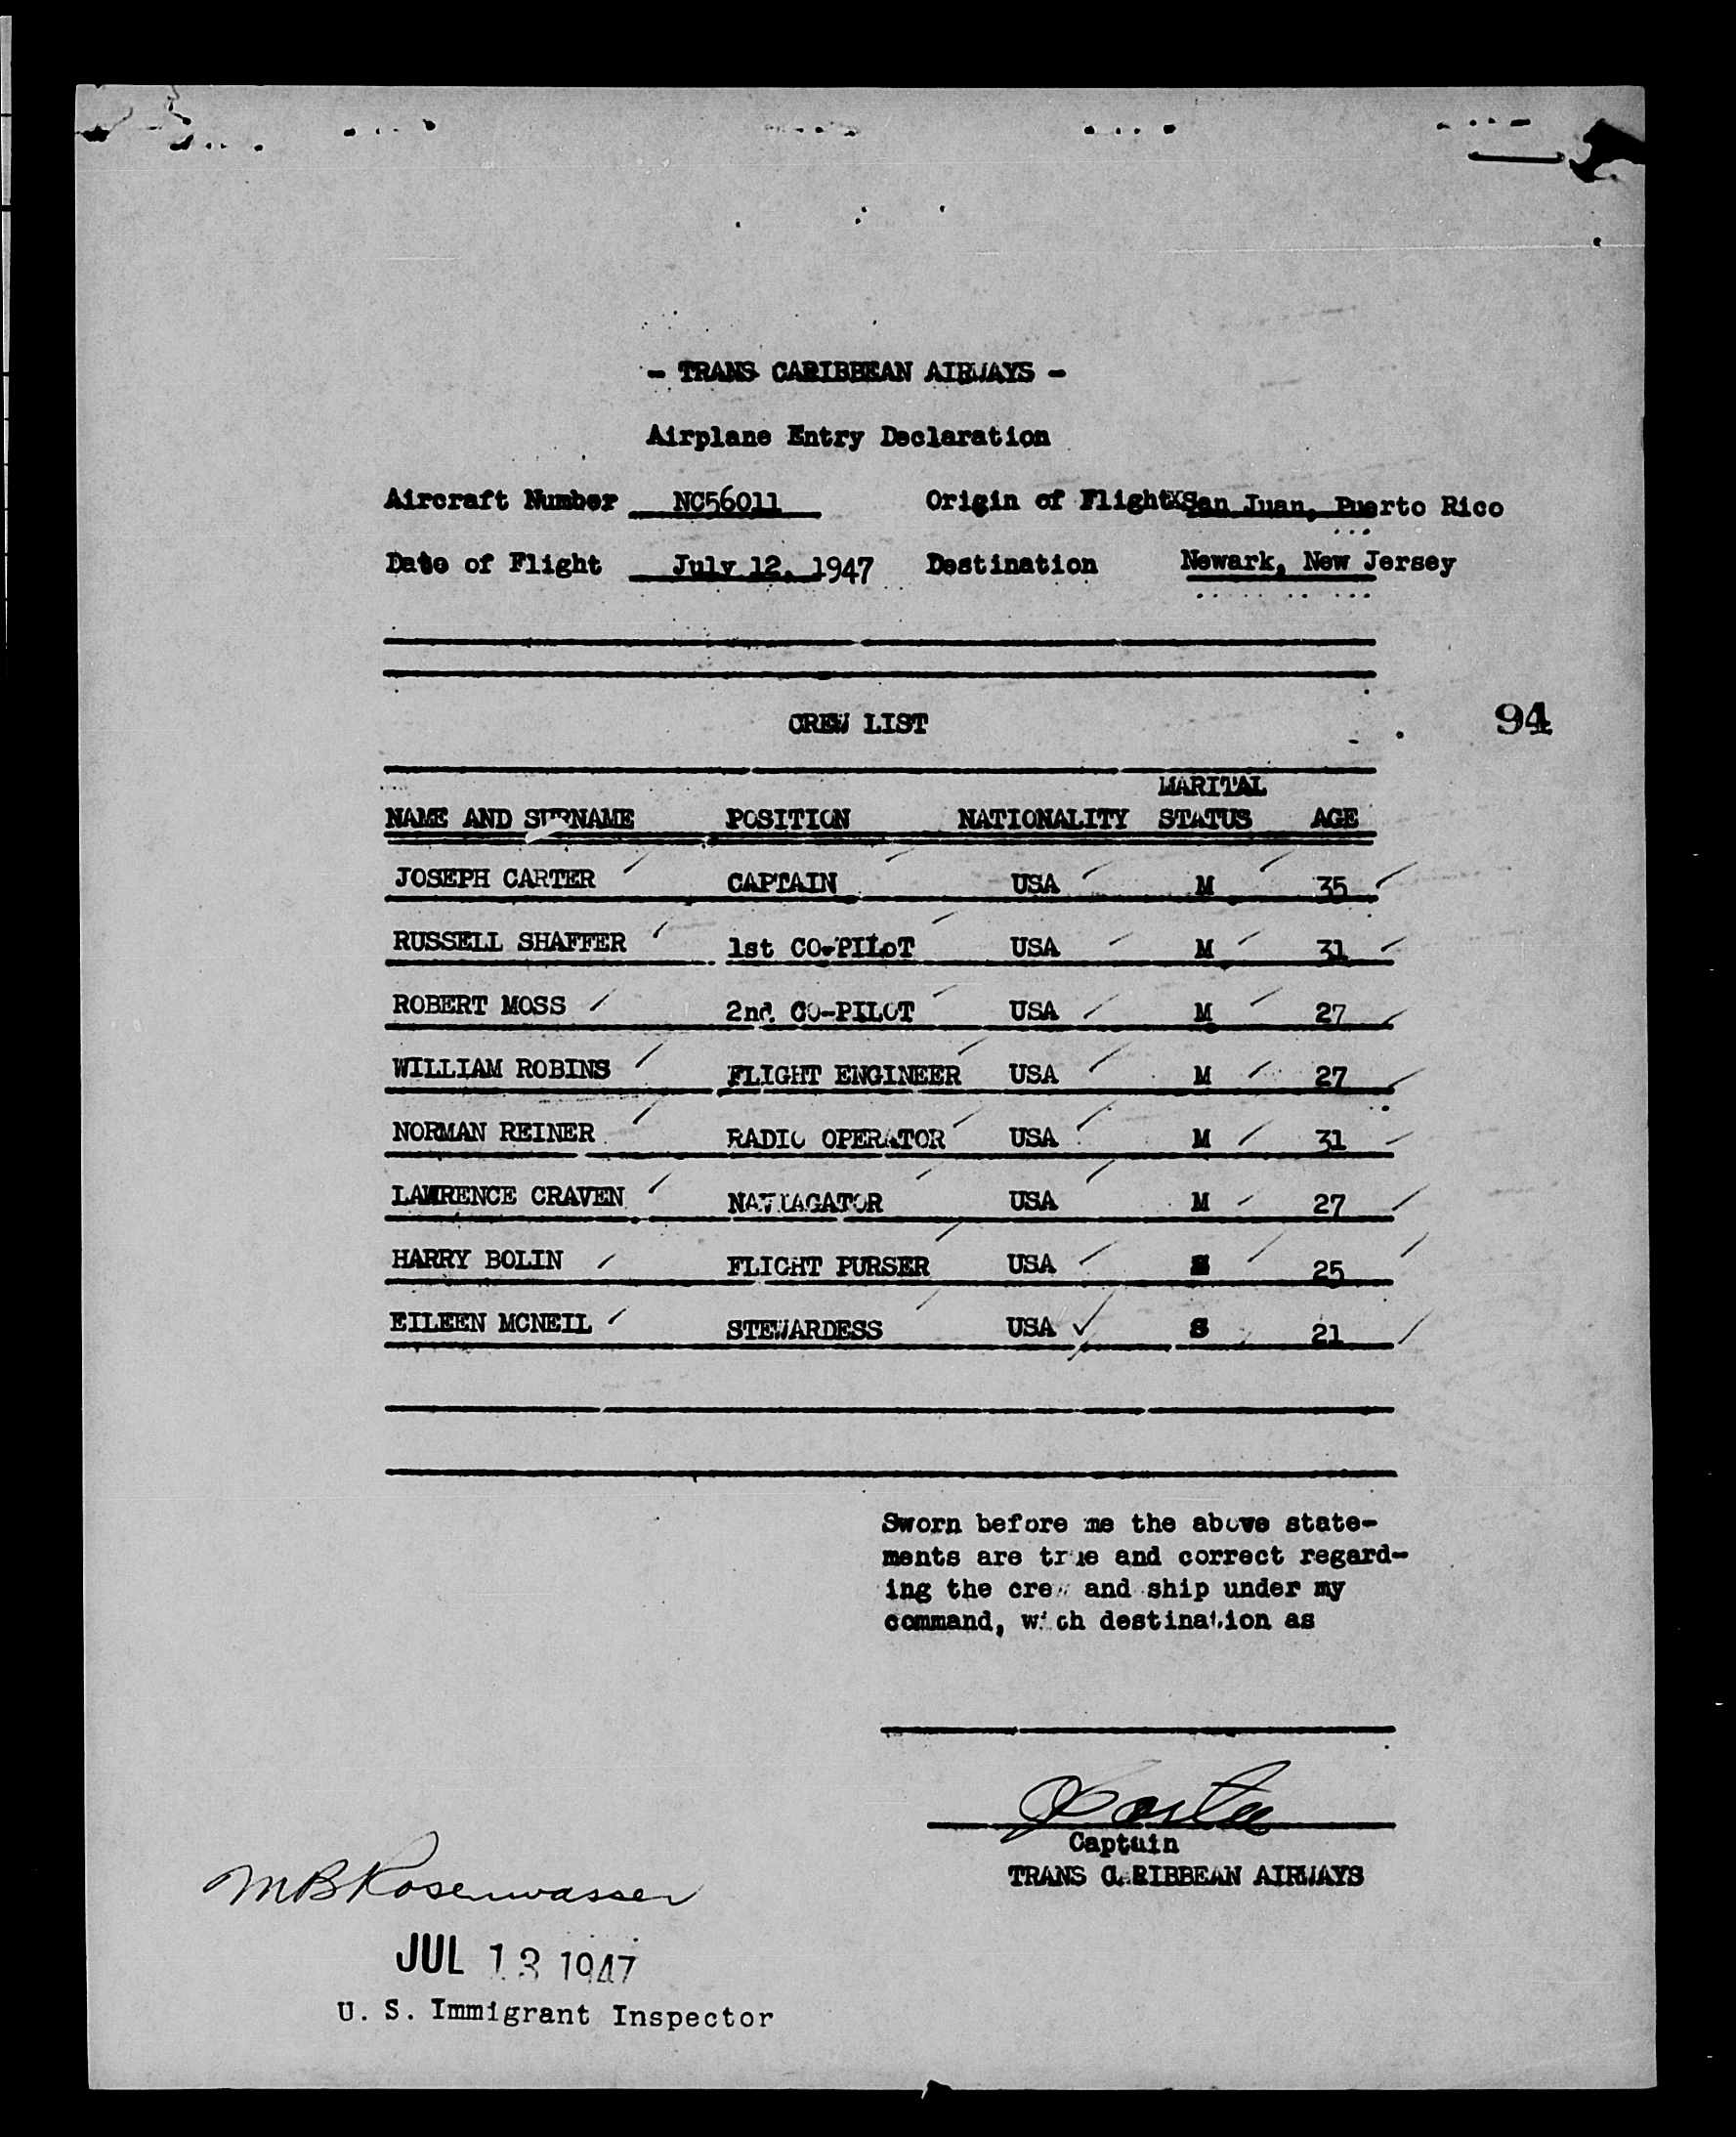 - TRANS CARIBBEAN AIRWAYS -
Airplane Entry Declaration
Aircraft Number NC56011 Origin of Flight San Juan, Puerto Rico
Date of Flight July 12, 1947 Destination Newark, New Jersey
CREW LIST
94
MARITAL
NAME AND SURNAME POSITION NATIONALITY STATUS AGE
JOSEPH CARTER CAPTAIN USA M 35
RUSSELL SHAFFER 1st CO-PILOT USA M 31
ROBERT MOSS 2nd CO-PILOT USA M 27
WILLIAM ROBINS FLIGHT ENGINEER USA M 27
NORMAN REINER RADIO OPERATOR USA M 31
LAWRENCE CRAVEN NAVIAGATOR USA M 27
HARRY BOLIN FLIGHT PURSER USA S 25
EILEEN MCNEIL STEWARDESS USA S 21
Sworn before me the above state-
ments are true and correct regard-
ing the crew and ship under my
command, with destination as
J Carter
Captain
TRANS CARIBBEAN AIRWAYS
MB Rosenwasser
JUL 13 1947
U. S. Immigrant Inspector